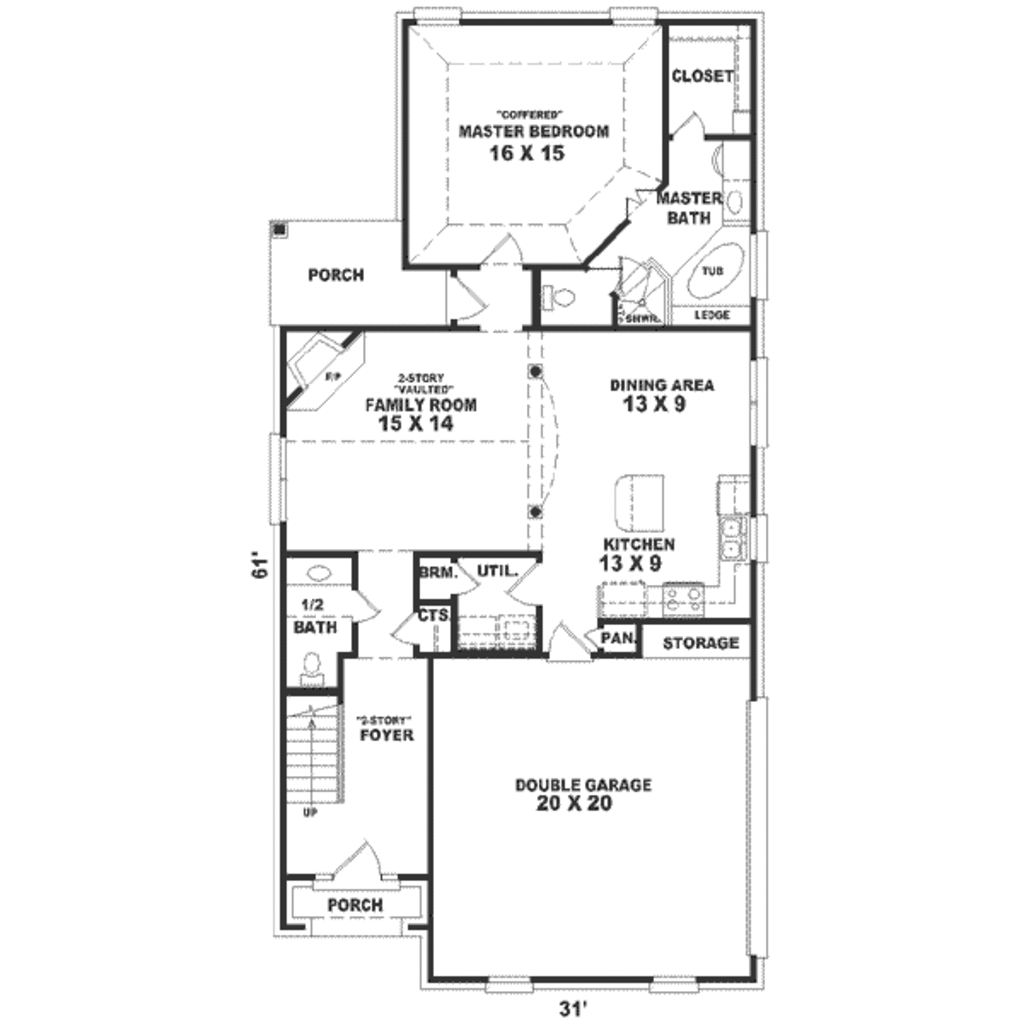 CLOSET
"COFFERED"
MASTER BEDROOM
16 X 15
MASTER
BATH
PORCH
TUB
LEDGE
SHWR.
F/P
2-STORY
"VAULTED"
FAMILY ROOM
15 X 14
DINING AREA
13 X 9
KITCHEN
13 X 9
61'
BRM.
UTIL.
1/2
BATH
CTS.
PAN.
STORAGE
"2-STORY"
FOYER
UP
DOUBLE GARAGE
20 X 20
PORCH
31'